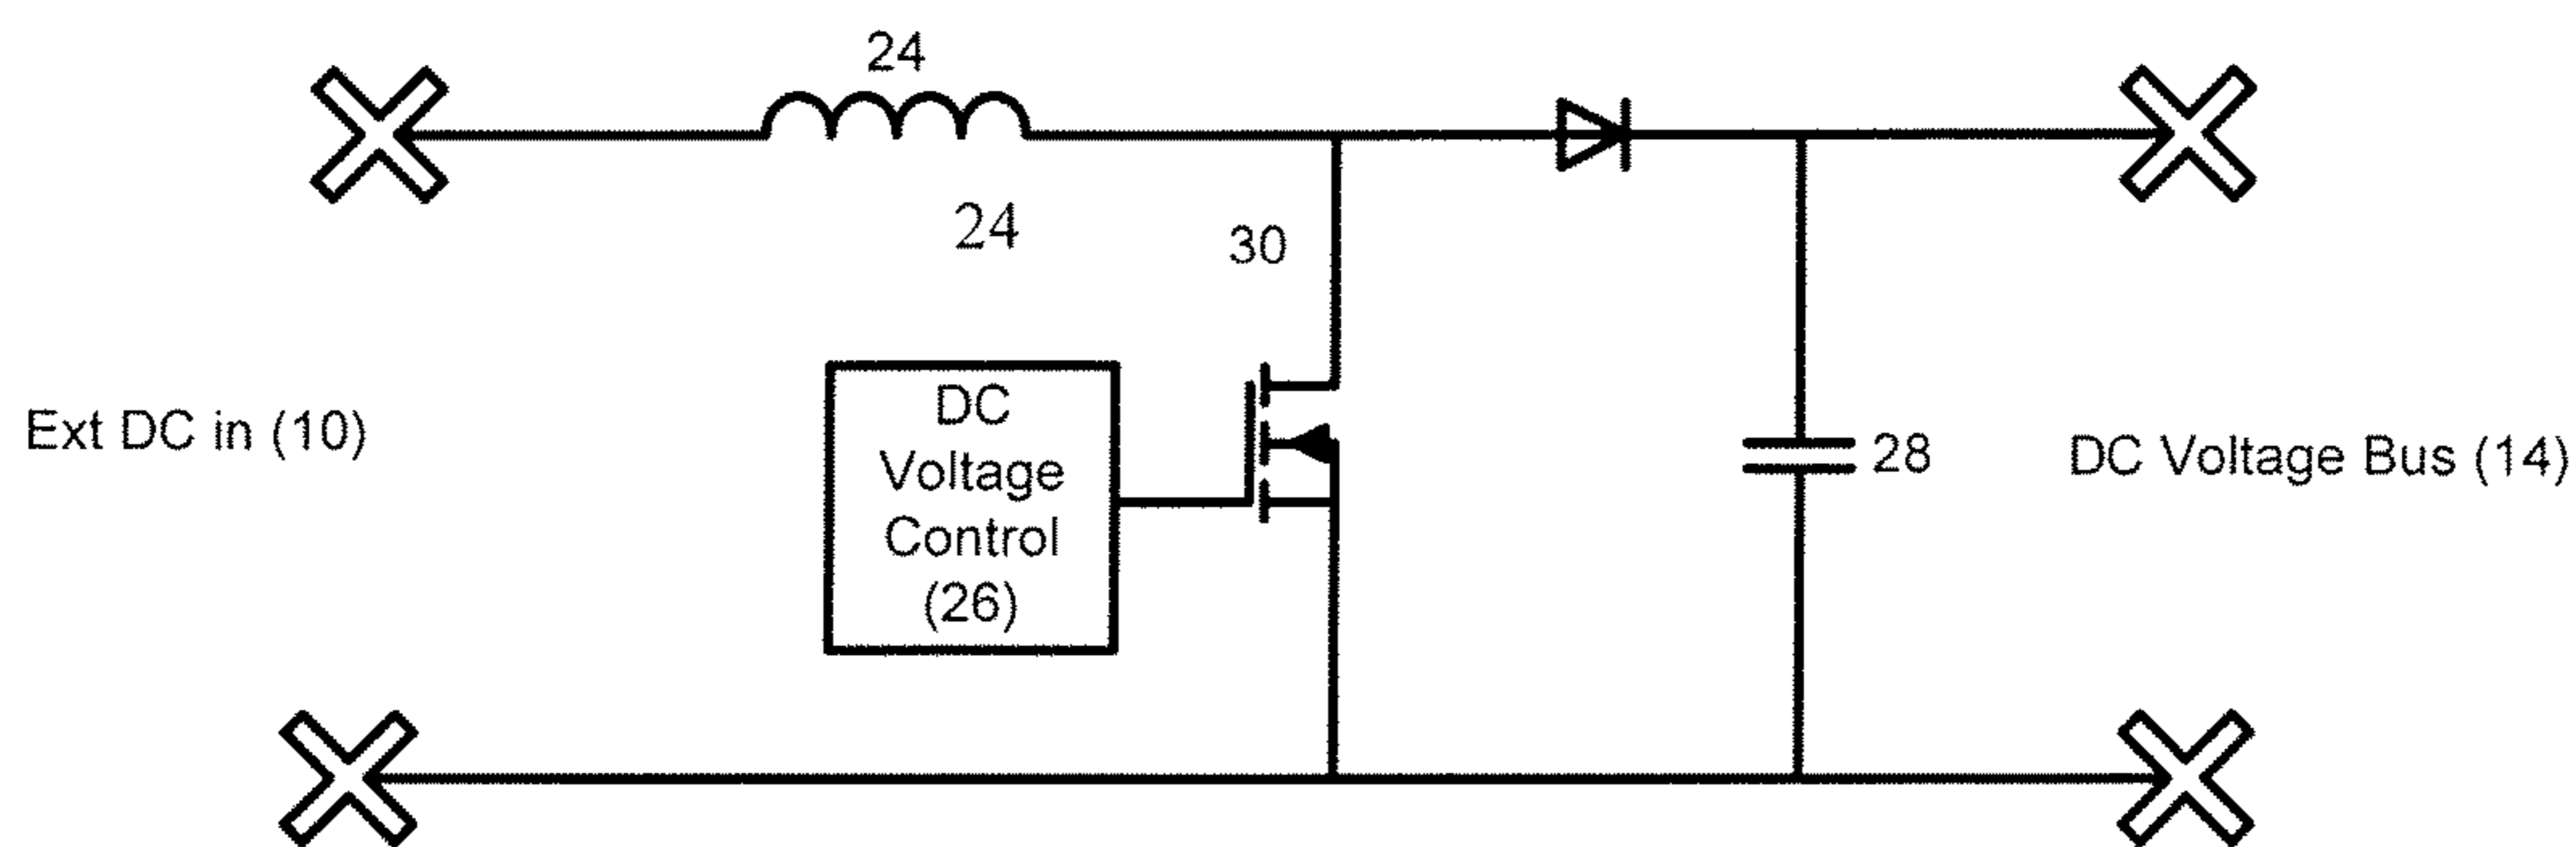 24
24
30
Ext DC in (10)
DC
Voltage
Control
(26)
28
DC Voltage Bus (14)